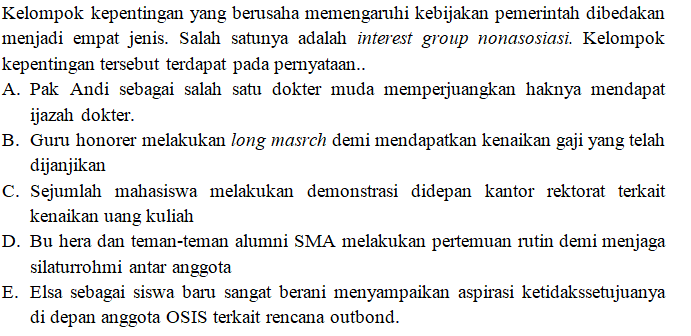 Kelompok kepentingan yang berusaha memengaruhi kebijakan pemerintah dibedakan
menjadi empat jenis. Salah satunya adalah interest group nonasosiasi. Kelompok
kepentingan tersebut terdapat pada pernyataan..
A. Pak Andi sebagai salah satu dokter muda memperjuangkan haknya mendapat
ijazah dokter.
B. Guru honorer melakukan long masrch demi mendapatkan kenaikan gaji yang telah
dijanjikan
C. Sejumlah mahasiswa melakukan demonstrasi didepan kantor rektorat terkait
kenaikan uang kuliah
D. Bu hera dan teman-teman alumni SMA melakukan pertemuan rutin demi menjaga
silaturrohmi antar anggota
E. Elsa sebagai siswa baru sangat berani menyampaikan aspirasi ketidakssetujuanya
di depan anggota OSIS terkait rencana outbond.